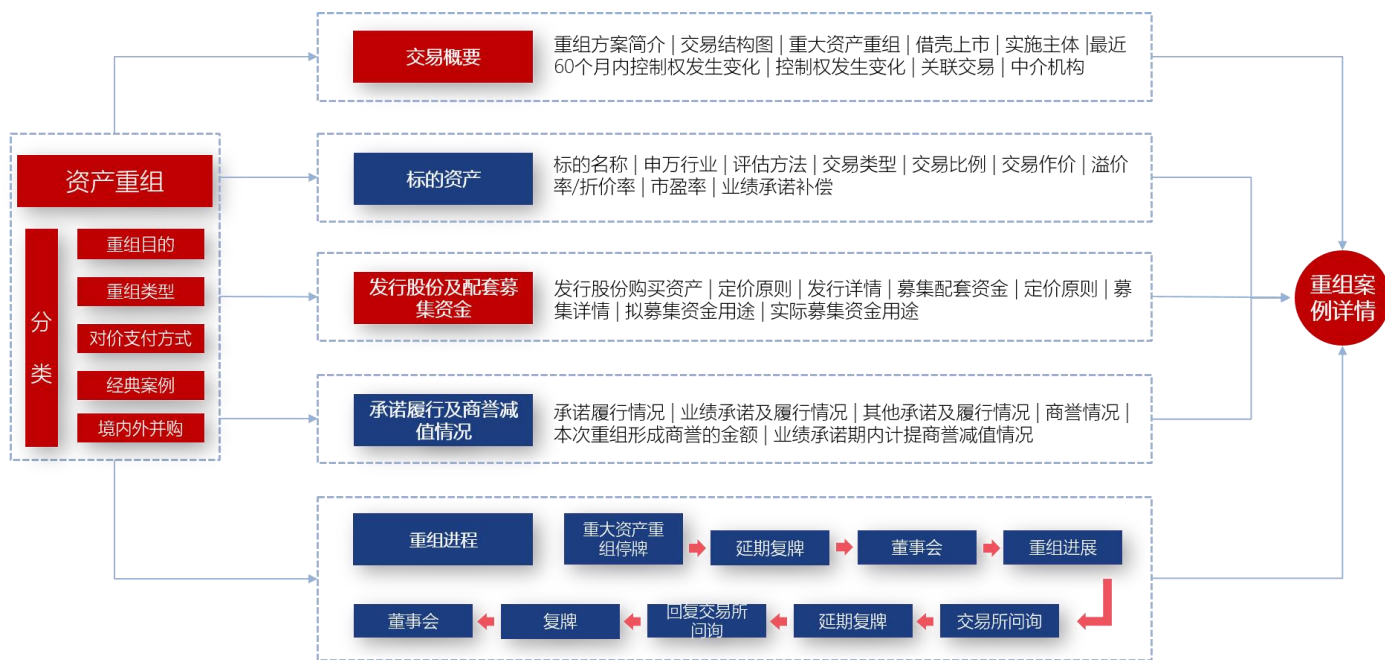 资产重组
分
类
重组目的
重组类型
对价支付方式
经典案例
境内外并购
交易概要
重组方案简介 | 交易结构图 | 重大资产重组 | 借壳上市 | 实施主体 |最近
60个月内控制权发生变化 | 控制权发生变化 | 关联交易 | 中介机构
标的资产
标的名称 | 申万行业 | 评估方法 | 交易类型 | 交易比例 | 交易作价 | 溢价
率/折价率 | 市盈率 | 业绩承诺补偿
发行股份及配套募
集资金
发行股份购买资产 | 定价原则 | 发行详情 | 募集配套资金 | 定价原则 | 募
集详情 | 拟募集资金用途 | 实际募集资金用途
承诺履行及商誉减
值情况
承诺履行情况 | 业绩承诺及履行情况 | 其他承诺及履行情况 | 商誉情况 |
本次重组形成商誉的金额 | 业绩承诺期内计提商誉减值情况
重组进程
重大资产重
组停牌
延期复牌
董事会
重组进展
交易所问询
延期复牌
回复交易所
问询
复牌
董事会
重组案
例详情